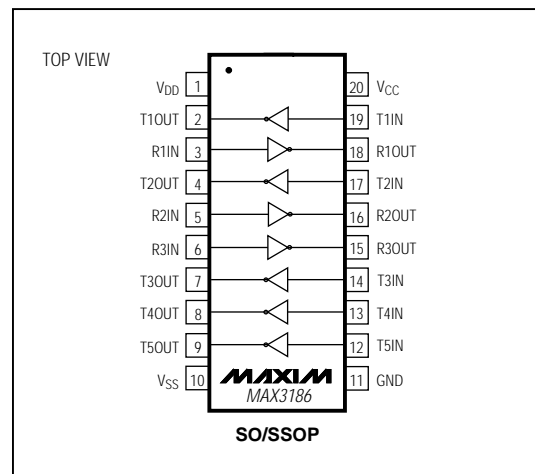 TOP VIEW
VDD 1 20 VCC
T1OUT 2 19 T1IN
R1IN 3 18 R1OUT
T2OUT 4 17 T2IN
R2IN 5 16 R2OUT
R3IN 6 15 R3OUT
T3OUT 7 14 T3IN
T4OUT 8 13 T4IN
T5OUT 9 12 T5IN
VSS 10 MAXIM 11 GND
MAX3186
SO/SSOP